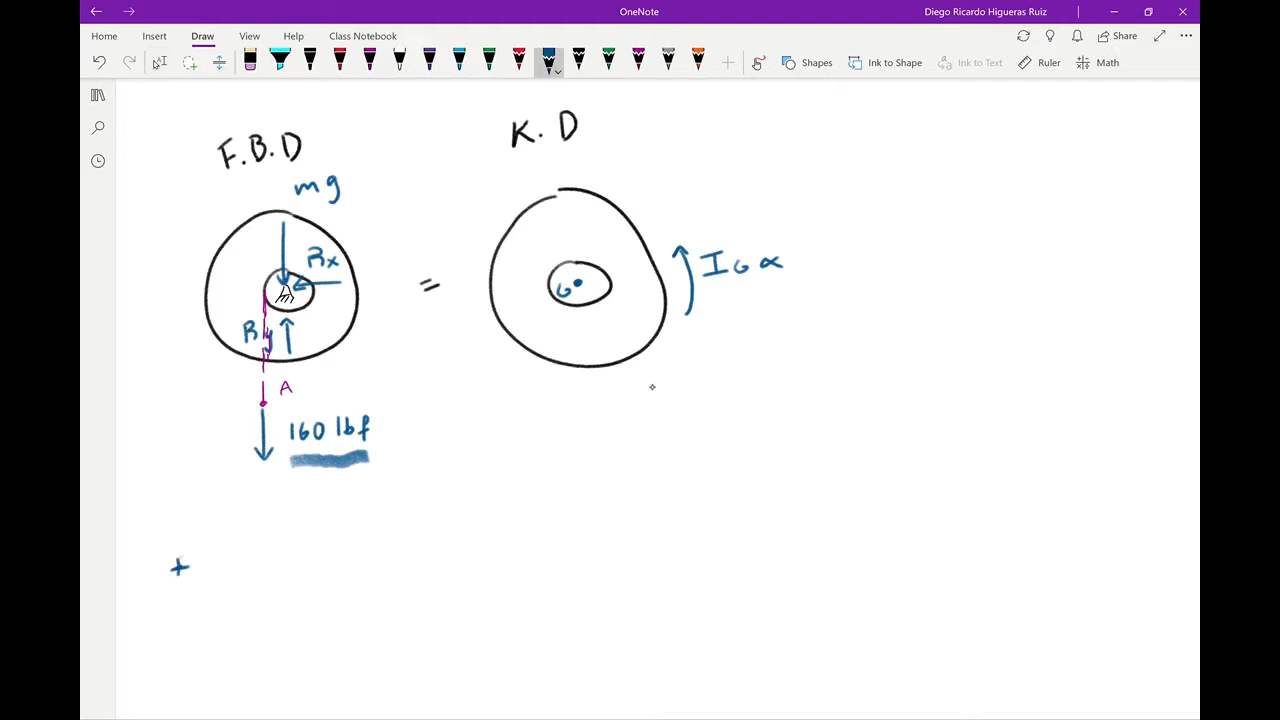 OneNote
Diego Ricardo Higueras Ruiz
Home Insert Draw View Help Class Notebook
Share
Shapes Ink to Shape Ink to Text Ruler Math
F.B.D
K.D
mg
Rx
=
G
IG α
Ry
A
160 lbf
+